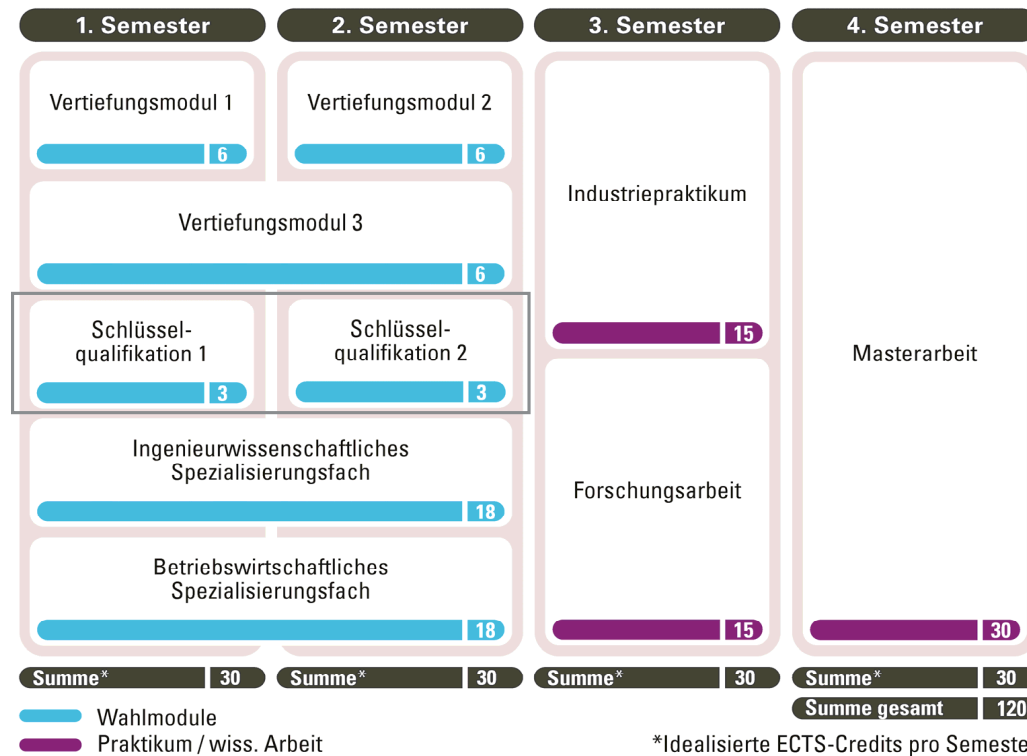 1. Semester
2. Semester
3. Semester
4. Semester
Vertiefungsmodul 1
6
Vertiefungsmodul 2
6
Vertiefungsmodul 3
6
Schlüssel-
qualifikation 1
3
Schlüssel-
qualifikation 2
3
Ingenieurwissenschaftliches
Spezialisierungsfach
18
Betriebswirtschaftliches
Spezialisierungsfach
18
Industriepraktikum
15
Forschungsarbeit
15
Masterarbeit
30
Summe* 30
Summe* 30
Summe* 30
Summe* 30
Summe gesamt 120
Wahlmodule
Praktikum / wiss. Arbeit
*Idealisierte ECTS-Credits pro Semeste